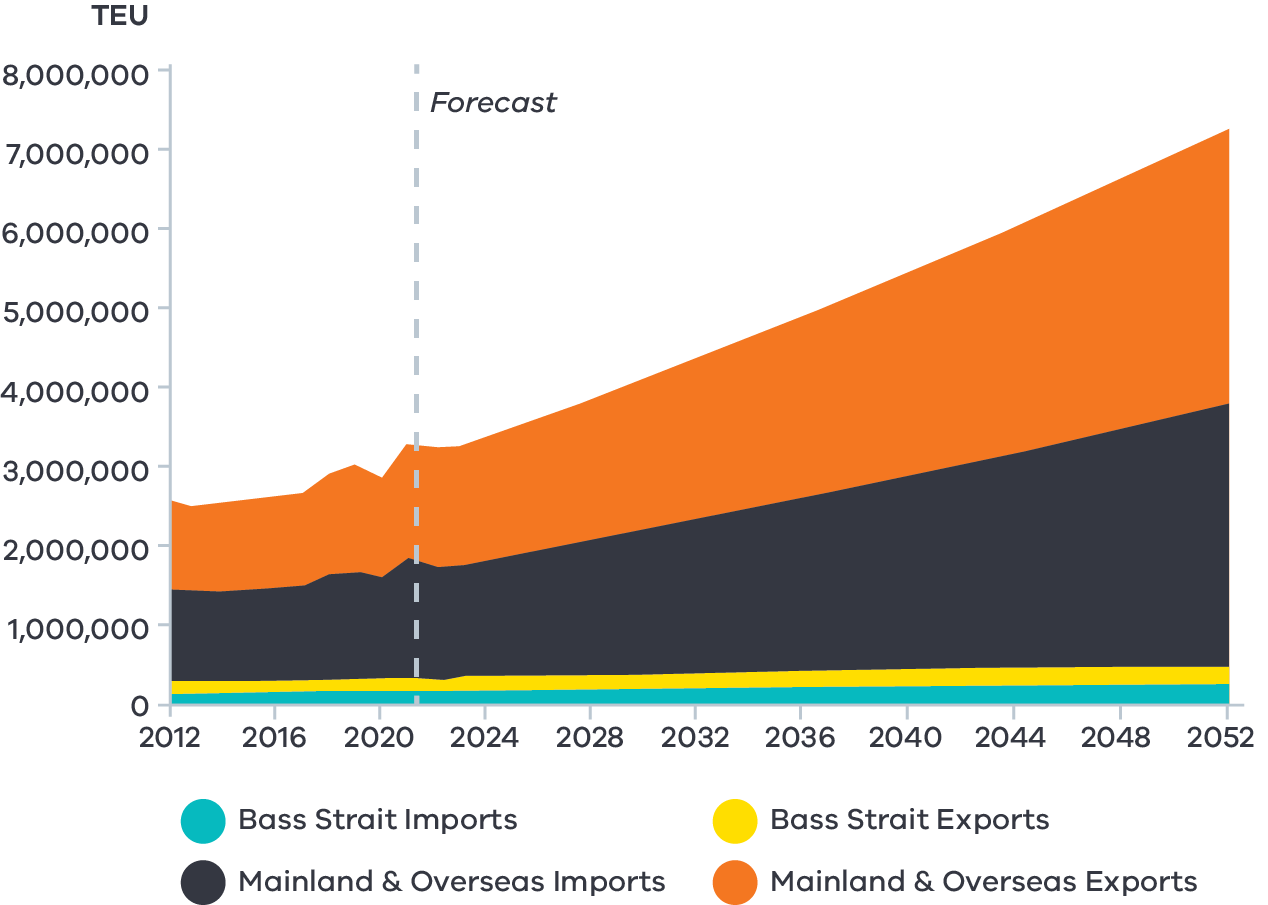 TEU
8,000,000
Forecast
7,000,000
6,000,000
5,000,000
4,000,000
3,000,000
2,000,000
1,000,000
0
2012 2016 2020 2024 2028 2032 2036 2040 2044 2048 2052
Bass Strait Imports Bass Strait Exports
Mainland & Overseas Imports Mainland & Overseas Exports